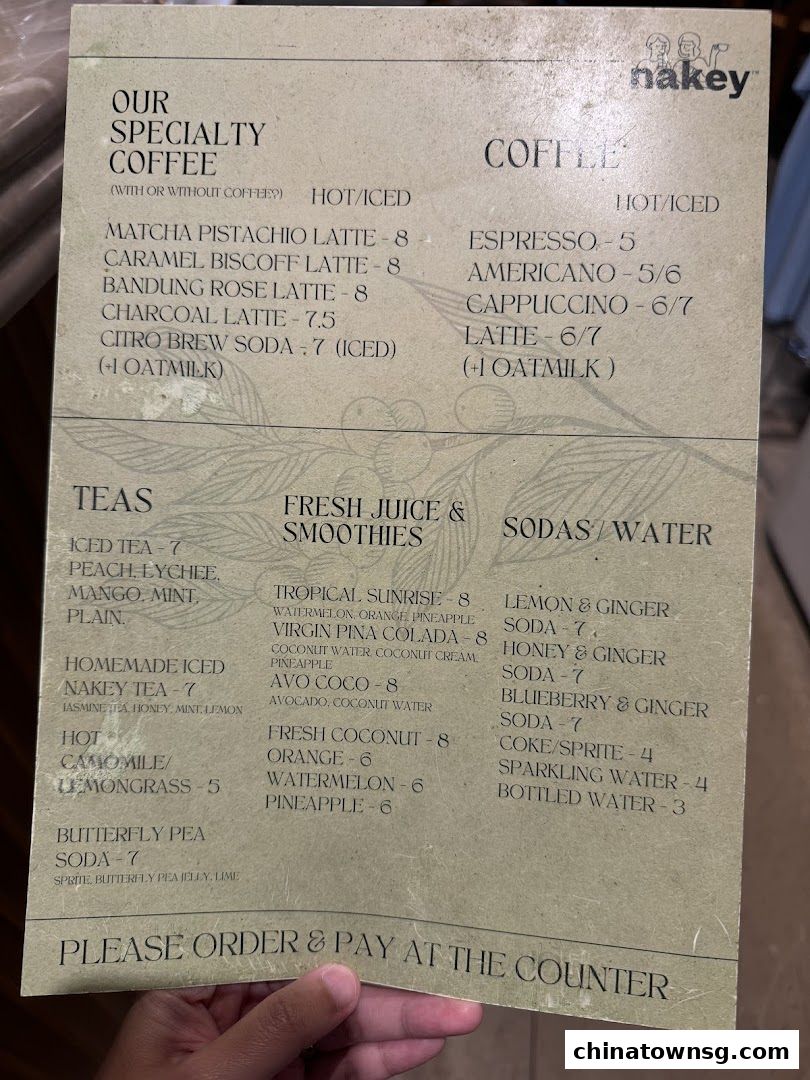 nakey™
OUR
SPECIALTY
COFFEE
(WITH OR WITHOUT COFFEE?) HOT/ICED
MATCHA PISTACHIO LATTE - 8
CARAMEL BISCOFF LATTE - 8
BANDUNG ROSE LATTE - 8
CHARCOAL LATTE - 7.5
CITRO BREW SODA - 7 (ICED)
(+1 OATMILK)
COFFEE
HOT/ICED
ESPRESSO - 5
AMERICANO - 5/6
CAPPUCCINO - 6/7
LATTE - 6/7
(+1 OATMILK )
TEAS
ICED TEA - 7
PEACH, LYCHEE,
MANGO, MINT,
PLAIN.
HOMEMADE ICED
NAKEY TEA - 7
JASMINE TEA, HONEY, MINT, LEMON
HOT
CAMOMILE/
LEMONGRASS - 5
BUTTERFLY PEA
SODA - 7
SPRITE, BUTTERFLY PEA JELLY, LIME
FRESH JUICE &
SMOOTHIES
TROPICAL SUNRISE - 8
WATERMELON, ORANGE, PINEAPPLE
VIRGIN PINA COLADA - 8
COCONUT WATER, COCONUT CREAM,
PINEAPPLE
AVO COCO - 8
AVOCADO, COCONUT WATER
FRESH COCONUT - 8
ORANGE - 6
WATERMELON - 6
PINEAPPLE - 6
SODAS / WATER
LEMON & GINGER
SODA - 7
HONEY & GINGER
SODA - 7
BLUEBERRY & GINGER
SODA - 7
COKE/SPRITE - 4
SPARKLING WATER - 4
BOTTLED WATER - 3
PLEASE ORDER & PAY AT THE COUNTER
chinatownsg.com